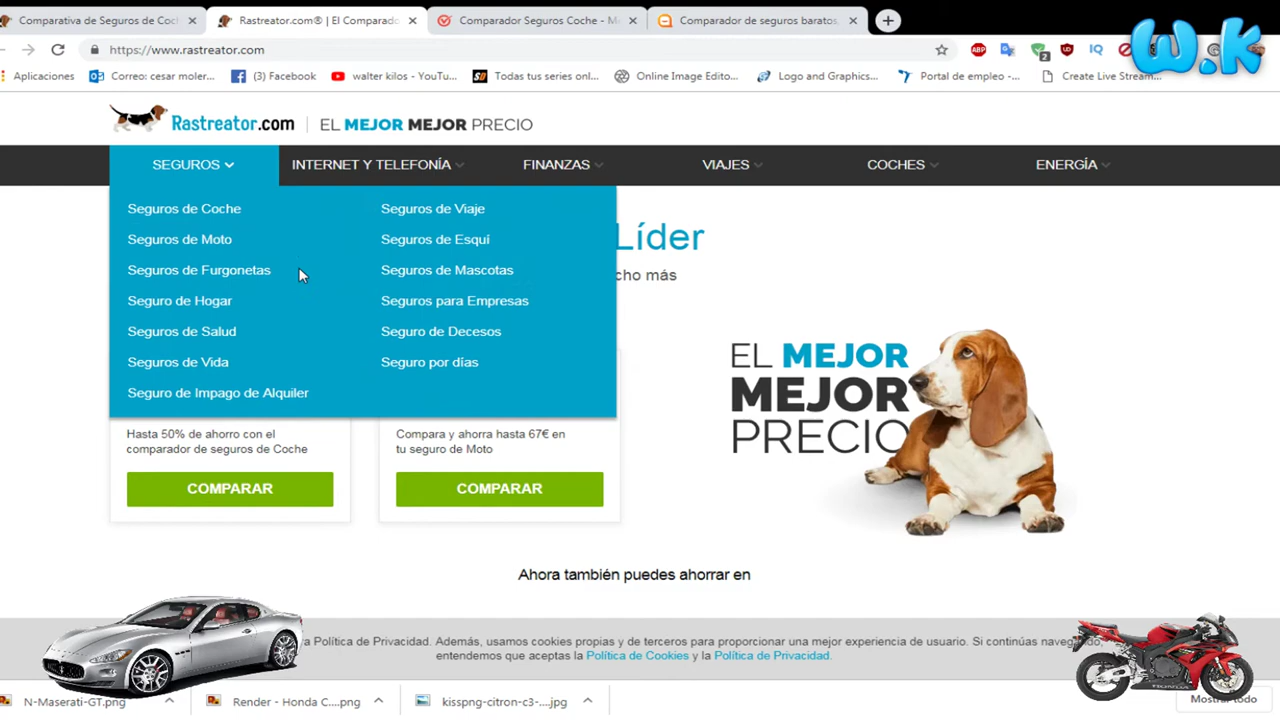 Comparativa de Seguros de Coch
Rastreator.com® | El Comparado
Comparador Seguros Coche - M
Comparador de seguros baratos,
w.k
https://www.rastreator.com
ABP
IQ
2
Aplicaciones
Correo: cesar moler...
(3) Facebook
walter kilos - YouTu...
Todas tus series onl...
Online Image Edito...
Logo and Graphics...
Portal de empleo -...
Create Live Stream...
Rastreator.com
EL MEJOR MEJOR PRECIO
SEGUROS
INTERNET Y TELEFONÍA
FINANZAS
VIAJES
COCHES
ENERGÍA
Seguros de Coche
Seguros de Viaje
Seguros de Moto
Seguros de Esquí
Seguros de Furgonetas
Seguros de Mascotas
Seguro de Hogar
Seguros para Empresas
Seguros de Salud
Seguro de Decesos
Seguros de Vida
Seguro por días
Seguro de Impago de Alquiler
Líder
cho más
EL MEJOR
MEJOR
PRECIO
Hasta 50% de ahorro con el
comparador de seguros de Coche
COMPARAR
Compara y ahorra hasta 67€ en
tu seguro de Moto
COMPARAR
Ahora también puedes ahorrar en
a Política de Privacidad. Además, usamos cookies propias y de terceros para proporcionar una mejor experiencia de usuario. Si continúas navegando,
entendemos que aceptas la Política de Cookies y la Política de Privacidad.
HONDA
N-Maserati-GT.png
Render - Honda C....png
kisspng-citron-c3-....jpg
Mostrar todo